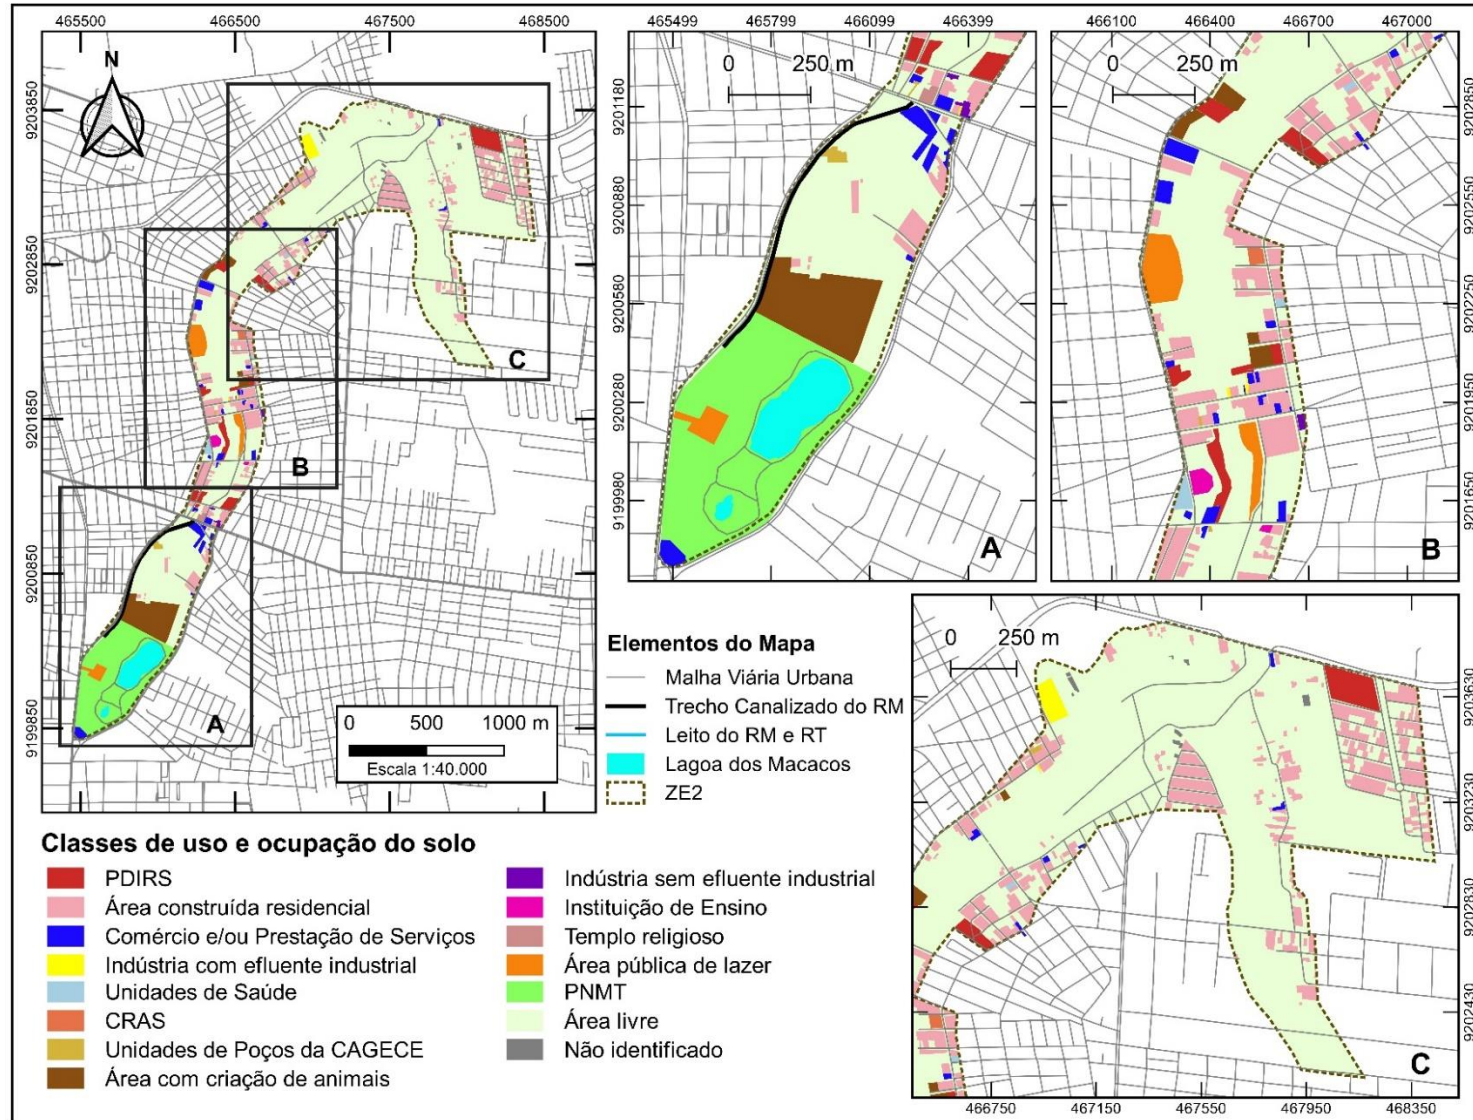 465500 466500 467500 468500
465499 465799 466099 466399
466100 466400 466700 467000
N
9203850
9202850
9201850
9200850
9199850
C
B
A
0 500 1000 m
Escala 1:40.000
0 250 m
9201180
9200880
9200580
9200280
9199980
A
0 250 m
9202850
9202550
9202250
9201950
9201650
B
Elementos do Mapa
Malha Viária Urbana
Trecho Canalizado do RM
Leito do RM e RT
Lagoa dos Macacos
ZE2
0 250 m
9203630
9203230
9202830
9202430
C
466750 467150 467550 467950 468350
Classes de uso e ocupação do solo
PDIRS
Área construída residencial
Comércio e/ou Prestação de Serviços
Indústria com efluente industrial
Unidades de Saúde
CRAS
Unidades de Poços da CAGECE
Área com criação de animais
Indústria sem efluente industrial
Instituição de Ensino
Templo religioso
Área pública de lazer
PNMT
Área livre
Não identificado